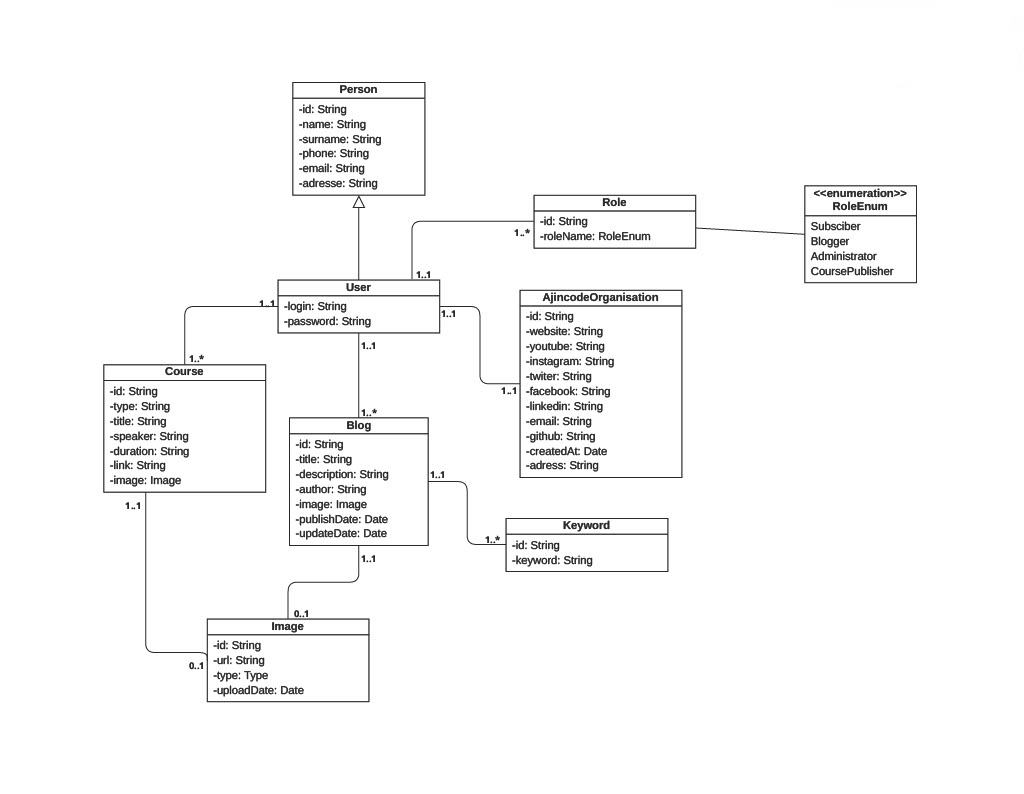 Person
-id: String
-name: String
-surname: String
-phone: String
-email: String
-adresse: String
Role
-id: String
-roleName: RoleEnum
<<enumeration>>
RoleEnum
Subsciber
Blogger
Administrator
CoursePublisher
1..*
1..1
User
-login: String
-password: String
1..1
1..1
1..1
AjincodeOrganisation
-id: String
-website: String
-youtube: String
-instagram: String
-twiter: String
-facebook: String
-linkedin: String
-email: String
-github: String
-createdAt: Date
-adress: String
1..1
1..*
Course
-id: String
-type: String
-title: String
-speaker: String
-duration: String
-link: String
-image: Image
1..1
1..*
Blog
-id: String
-title: String
-description: String
-author: String
-image: Image
-publishDate: Date
-updateDate: Date
1..1
1..*
Keyword
-id: String
-keyword: String
1..1
0..1
0..1
Image
-id: String
-url: String
-type: Type
-uploadDate: Date